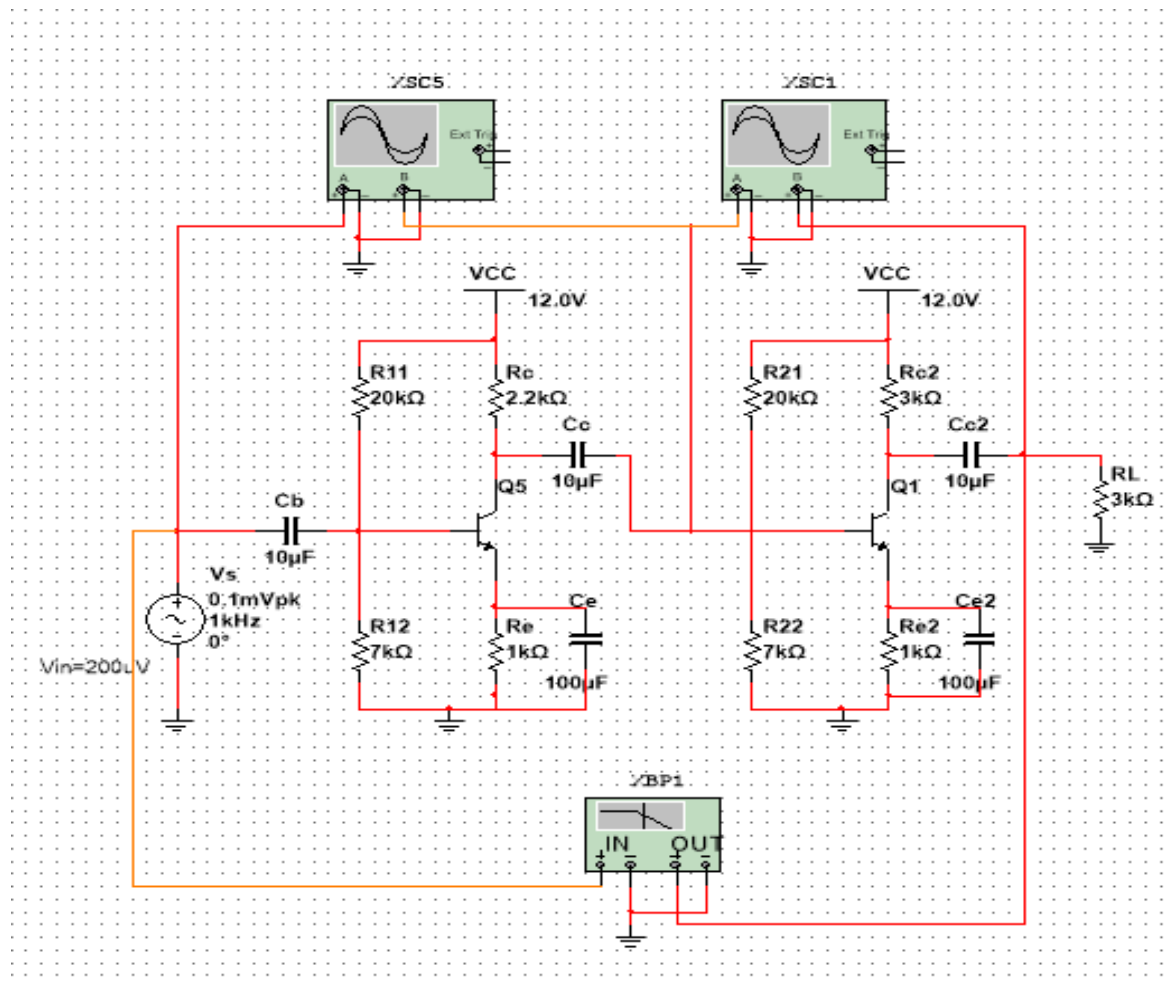 XSC5
XSC1
Ext Trig
Ext Trig
A
B
A
B
VCC
12.0V
VCC
12.0V
R11
20kΩ
Rc
2.2kΩ
R21
20kΩ
Rc2
3kΩ
Cc
10µF
Cc2
10µF
RL
3kΩ
Q5
Q1
Cb
10µF
Vs
0.1mVpk
1kHz
0°
Vin=200uV
R12
7kΩ
Re
1kΩ
Ce
100µF
R22
7kΩ
Re2
1kΩ
Ce2
100µF
XBP1
IN
OUT